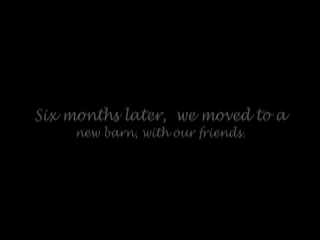 Six months later, we moved to a
new barn, with our friends.